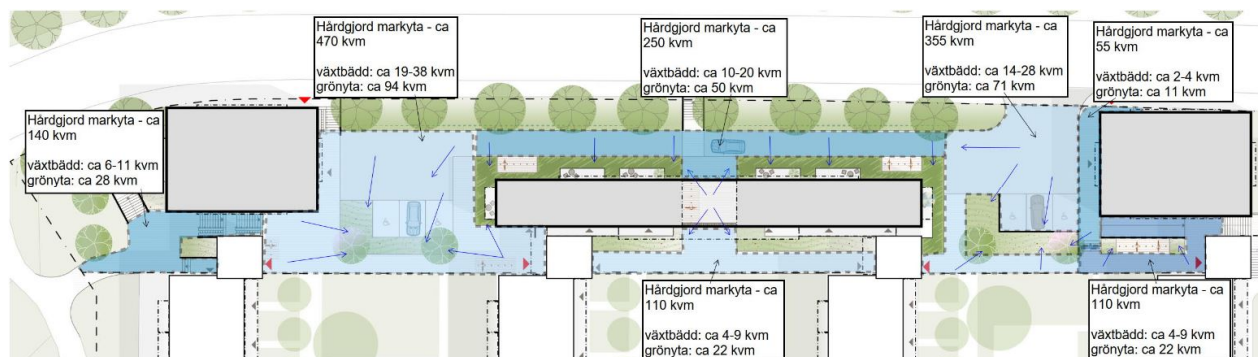 Hårdgjord markyta - ca
470 kvm
växtbädd: ca 19-38 kvm
grönyta: ca 94 kvm
Hårdgjord markyta - ca
250 kvm
växtbädd: ca 10-20 kvm
grönyta: ca 50 kvm
Hårdgjord markyta - ca
355 kvm
växtbädd: ca 14-28 kvm
grönyta: ca 71 kvm
Hårdgjord markyta - ca
55 kvm
växtbädd: ca 2-4 kvm
grönyta: ca 11 kvm
Hårdgjord markyta - ca
140 kvm
växtbädd: ca 6-11 kvm
grönyta: ca 28 kvm
Hårdgjord markyta - ca
110 kvm
växtbädd: ca 4-9 kvm
grönyta: ca 22 kvm
Hårdgjord markyta - ca
110 kvm
växtbädd: ca 4-9 kvm
grönyta: ca 22 kvm